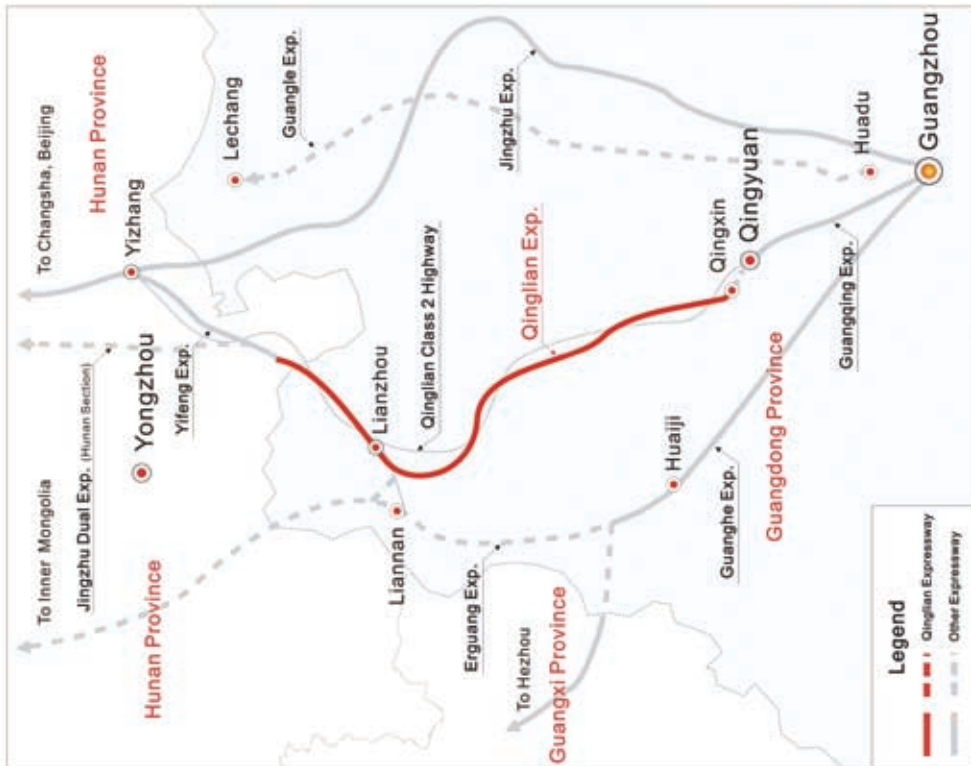 To Changsha, Beijing
Hunan Province
Yizhang
Lechang
Guangle Exp.
Jingzhu Exp.
Huadu
Guangzhou
Qingyuan
Qingxin
Qinglian Exp.
Guangqing Exp.
Qinglian Class 2 Highway
Lianzhou
Yifeng Exp.
Yongzhou
Jingzhu Dual Exp. (Hunan Section)
To Inner Mongolia
Hunan Province
Liannan
Erguang Exp.
Huaiji
Guanghe Exp.
Guangdong Province
To Hezhou
Guangxi Province
Legend
Qinglian Expressway
Other Expressway